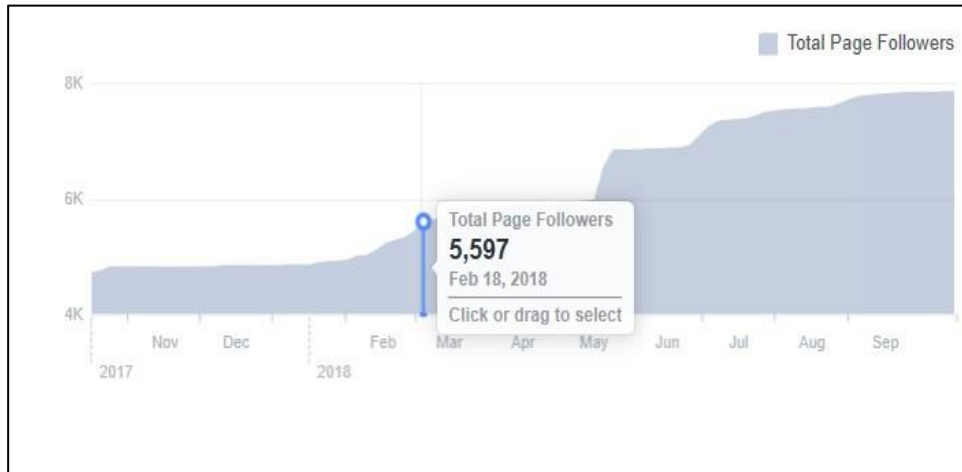 Total Page Followers
8K
6K
4K
Total Page Followers
5,597
Feb 18, 2018
Click or drag to select
Nov Dec Feb Mar Apr May Jun Jul Aug Sep
2017 2018